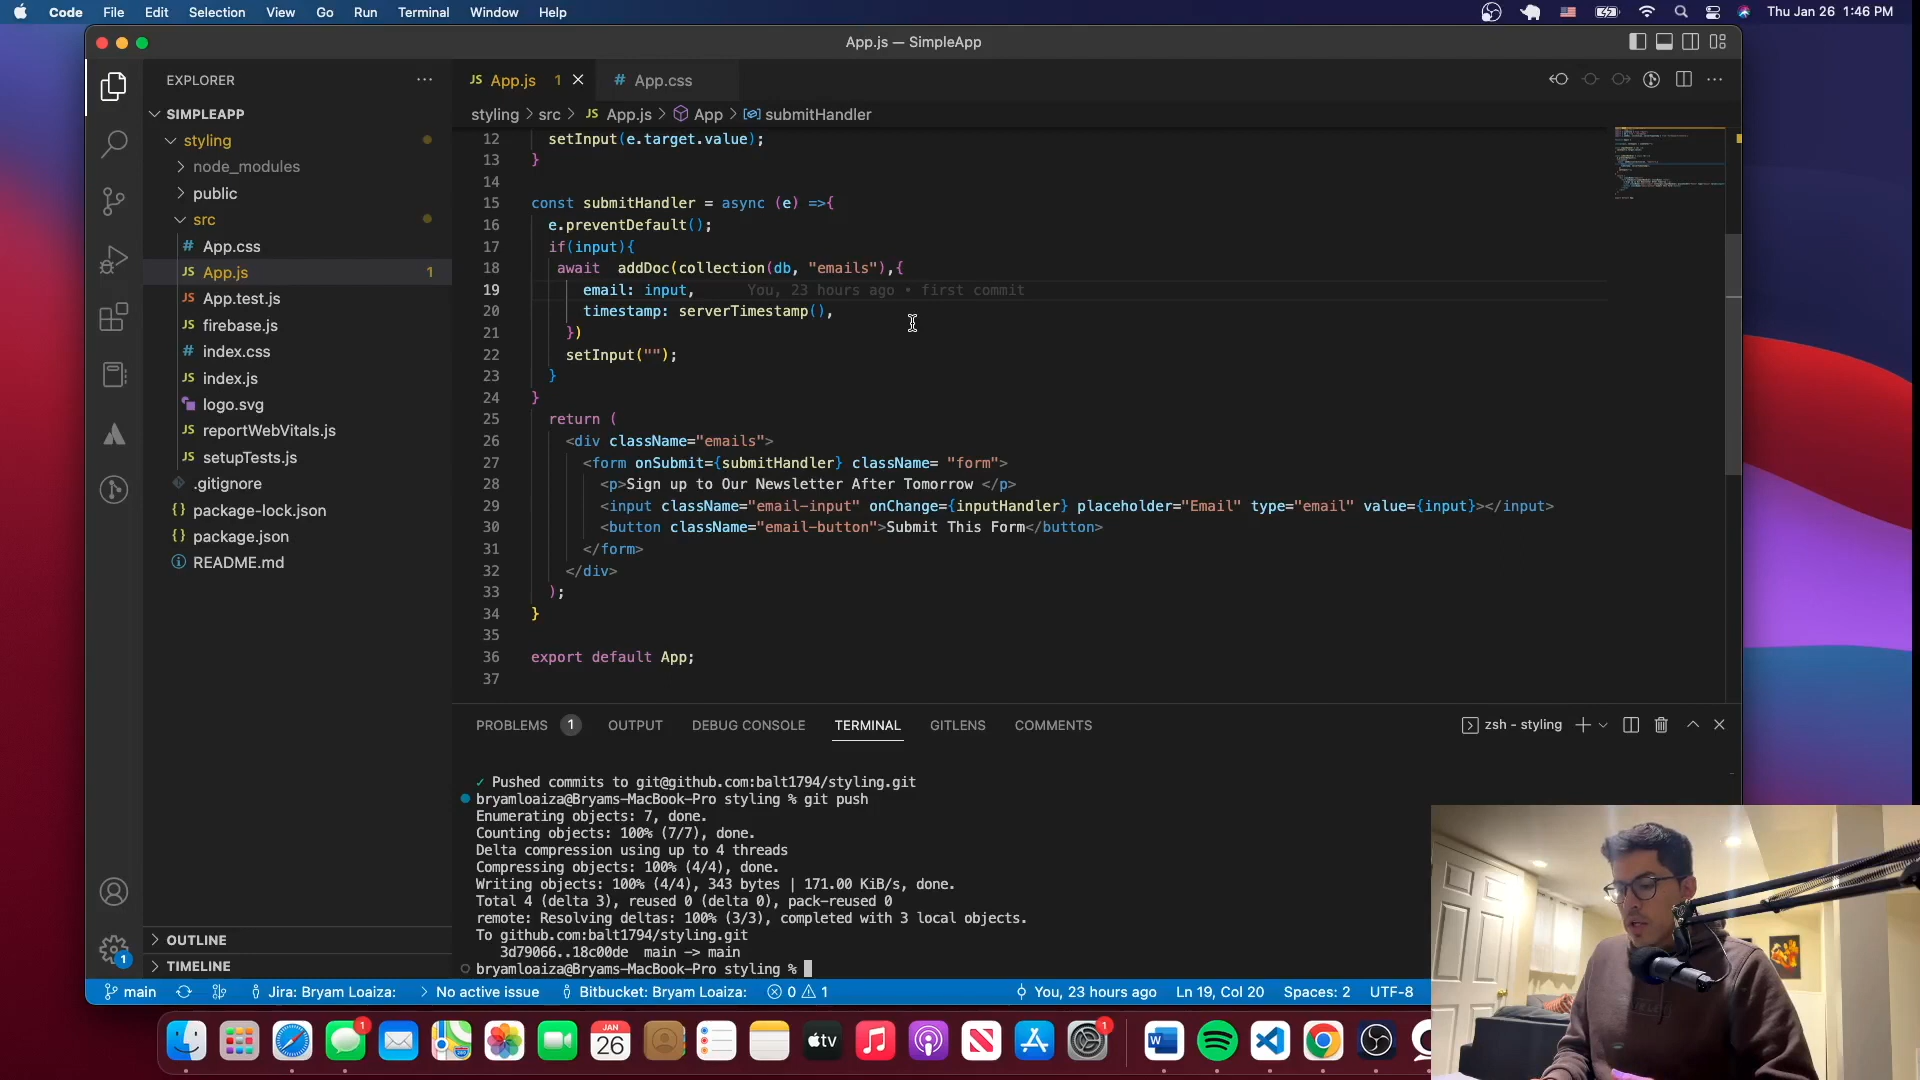 Code File Edit Selection View Go Run Terminal Window Help
Thu Jan 26 1:46 PM
App.js — SimpleApp
EXPLORER
SIMPLEAPP
styling
node_modules
public
src
# App.css
JS App.js 1
JS App.test.js
JS firebase.js
# index.css
JS index.js
logo.svg
JS reportWebVitals.js
JS setupTests.js
.gitignore
{} package-lock.json
{} package.json
README.md
OUTLINE
TIMELINE
JS App.js 1
# App.css
styling > src > JS App.js > App > submitHandler
12 setInput(e.target.value);
13 }
14
15 const submitHandler = async (e) =>{
16 e.preventDefault();
17 if(input){
18 await addDoc(collection(db, "emails"),{
19 email: input, You, 23 hours ago • first commit
20 timestamp: serverTimestamp(),
21 })
22 setInput("");
23 }
24 }
25 return (
26 <div className="emails">
27 <form onSubmit={submitHandler} className= "form">
28 <p>Sign up to Our Newsletter After Tomorrow </p>
29 <input className="email-input" onChange={inputHandler} placeholder="Email" type="email" value={input}></input>
30 <button className="email-button">Submit This Form</button>
31 </form>
32 </div>
33 );
34 }
35
36 export default App;
37
PROBLEMS 1 OUTPUT DEBUG CONSOLE TERMINAL GITLENS COMMENTS
zsh - styling
✓ Pushed commits to git@github.com:balt1794/styling.git
bryamloaiza@Bryams-MacBook-Pro styling % git push
Enumerating objects: 7, done.
Counting objects: 100% (7/7), done.
Delta compression using up to 4 threads
Compressing objects: 100% (4/4), done.
Writing objects: 100% (4/4), 343 bytes | 171.00 KiB/s, done.
Total 4 (delta 3), reused 0 (delta 0), pack-reused 0
remote: Resolving deltas: 100% (3/3), completed with 3 local objects.
To github.com:balt1794/styling.git
3d79066..18c00de main -> main
bryamloaiza@Bryams-MacBook-Pro styling %
1
main Jira: Bryam Loaiza: > No active issue Bitbucket: Bryam Loaiza: 0 1 You, 23 hours ago Ln 19, Col 20 Spaces: 2 UTF-8
1
JAN
26
tv
1
W